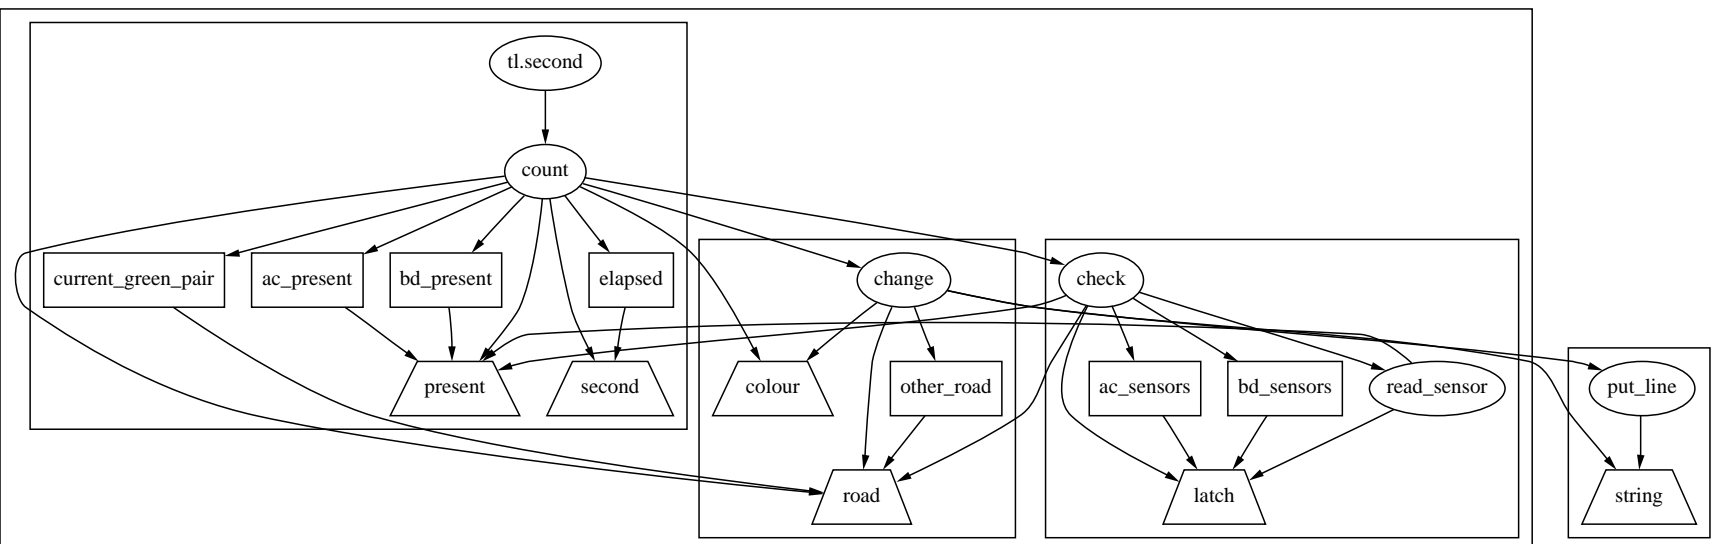 tl.second
count
current_green_pair
ac_present
bd_present
elapsed
change
check
present
second
colour
other_road
ac_sensors
bd_sensors
read_sensor
put_line
road
latch
string